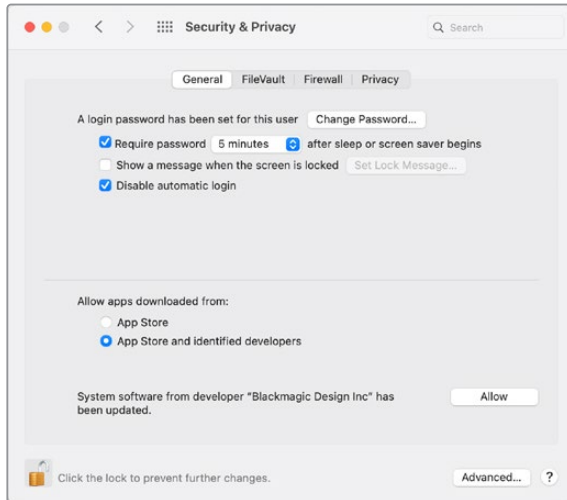 Security & Privacy
Search
General FileVault Firewall Privacy
A login password has been set for this user Change Password...
Require password 5 minutes after sleep or screen saver begins
Show a message when the screen is locked Set Lock Message...
Disable automatic login
Allow apps downloaded from:
App Store
App Store and identified developers
System software from developer "Blackmagic Design Inc" has
been updated.
Allow
Click the lock to prevent further changes.
Advanced... ?